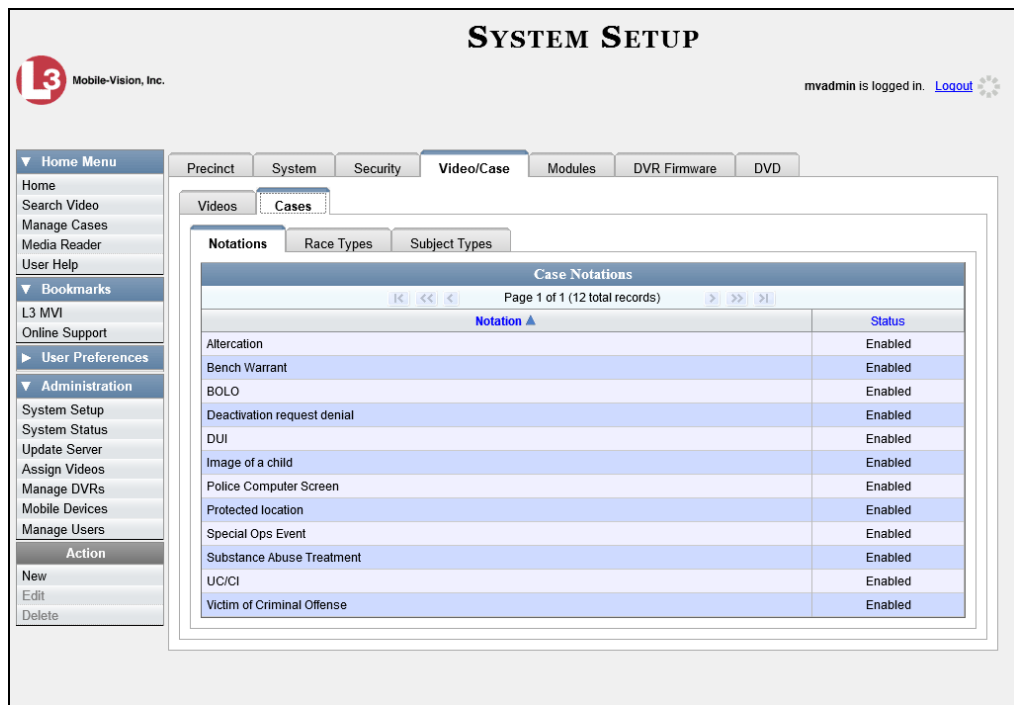 SYSTEM SETUP
L3 Mobile-Vision, Inc.
mvadmin is logged in. Logout
Home Menu
Home
Search Video
Manage Cases
Media Reader
User Help
Bookmarks
L3 MVI
Online Support
User Preferences
Administration
System Setup
System Status
Update Server
Assign Videos
Manage DVRs
Mobile Devices
Manage Users
Action
New
Edit
Delete
Precinct System Security Video/Case Modules DVR Firmware DVD
Videos Cases
Notations Race Types Subject Types
Case Notations
|< << < Page 1 of 1 (12 total records) > >> >|
Notation Status
Altercation Enabled
Bench Warrant Enabled
BOLO Enabled
Deactivation request denial Enabled
DUI Enabled
Image of a child Enabled
Police Computer Screen Enabled
Protected location Enabled
Special Ops Event Enabled
Substance Abuse Treatment Enabled
UC/CI Enabled
Victim of Criminal Offense Enabled